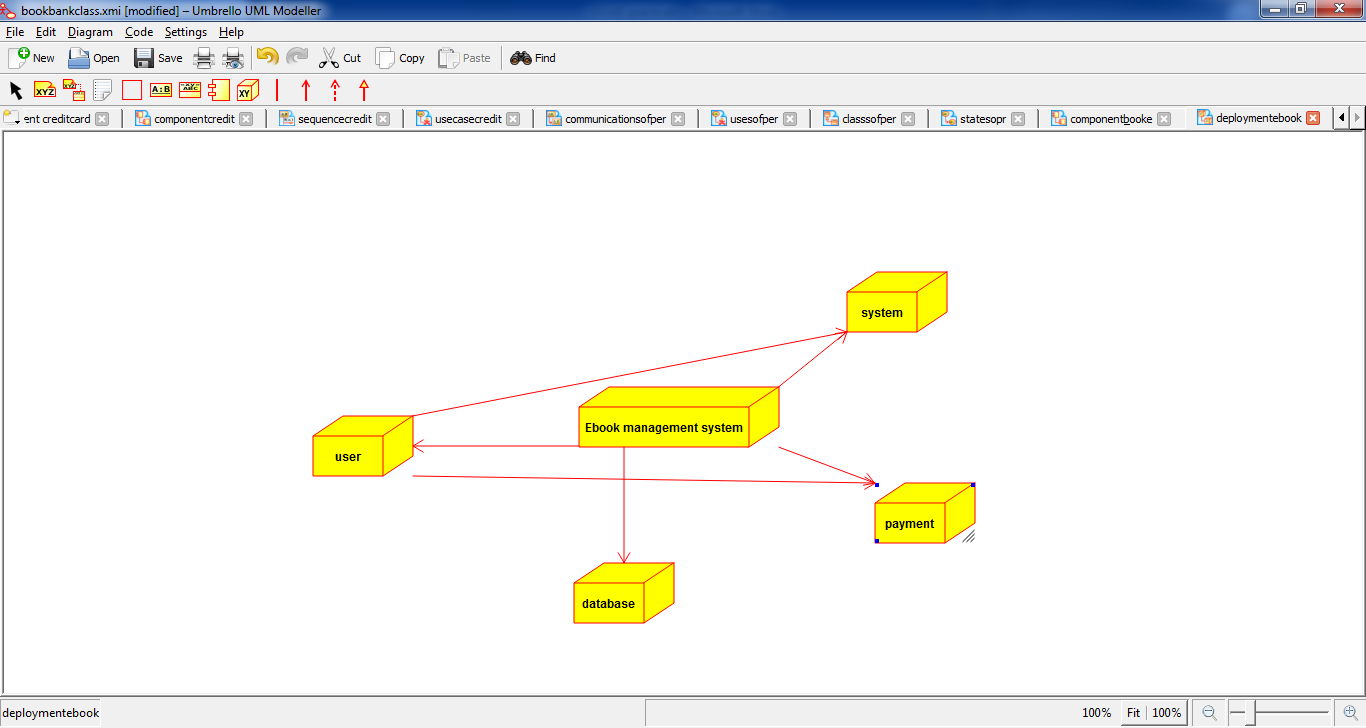 bookbankclass.xmi [modified] – Umbrello UML Modeller
File Edit Diagram Code Settings Help
New Open Save Cut Copy Paste Find
XYZ XYZ A:B ABC XY
ent creditcard componentcredit sequencecredit usecasecredit communicationsofper usesofper classsofper statesopr componentbooke deploymentebook
system
Ebook management system
user
payment
database
deploymentebook 100% Fit 100%